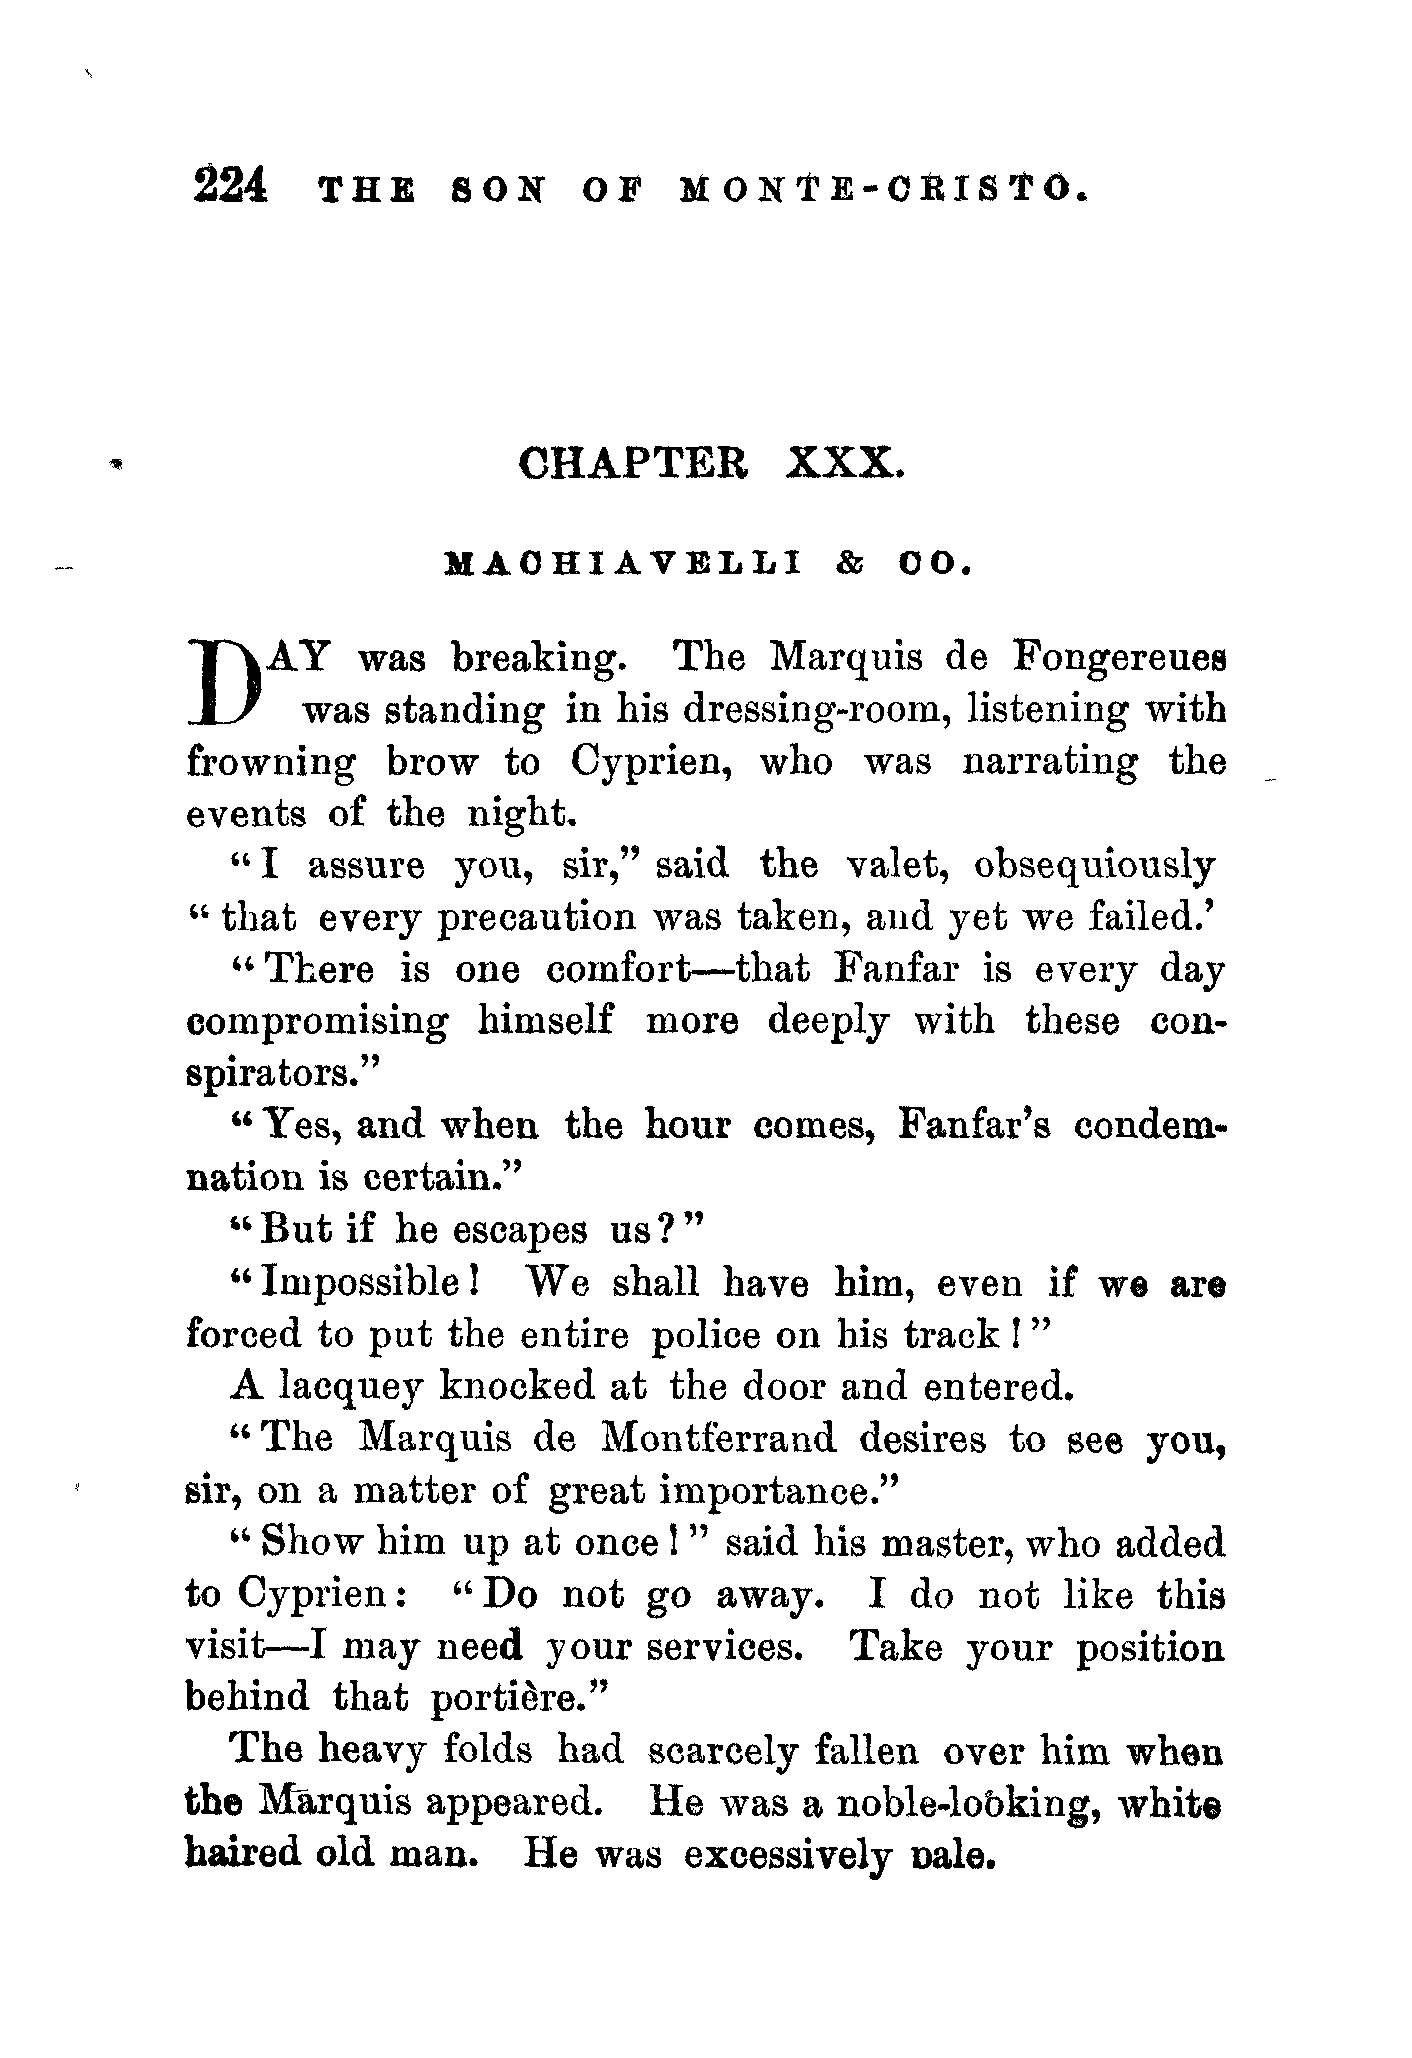 224 THE SON OF MONTE-CRISTO.
CHAPTER XXX.
MACHIAVELLI & CO.
DAY was breaking. The Marquis de Fongereues
was standing in his dressing-room, listening with
frowning brow to Cyprien, who was narrating the
events of the night.
“I assure you, sir,” said the valet, obsequiously
“that every precaution was taken, and yet we failed.’
“There is one comfort—that Fanfar is every day
compromising himself more deeply with these con-
spirators.”
“Yes, and when the hour comes, Fanfar’s condem-
nation is certain.”
“But if he escapes us?”
“Impossible! We shall have him, even if we are
forced to put the entire police on his track!”
A lacquey knocked at the door and entered.
“The Marquis de Montferrand desires to see you,
sir, on a matter of great importance.”
“Show him up at once!” said his master, who added
to Cyprien: “Do not go away. I do not like this
visit—I may need your services. Take your position
behind that portière.”
The heavy folds had scarcely fallen over him when
the Marquis appeared. He was a noble-looking, white
haired old man. He was excessively pale.